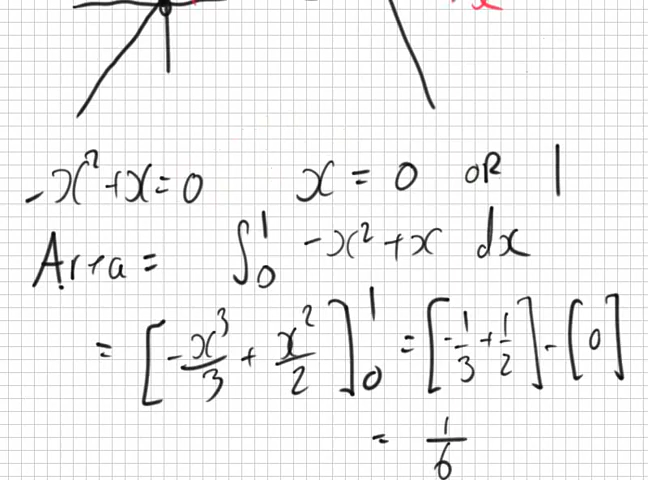 x
-x²+x=0 x = 0 OR 1
Area = ∫₀¹ -x²+x dx
= [-x³/3 + x²/2]₀¹ = [-1/3+1/2]-[0]
= 1/6